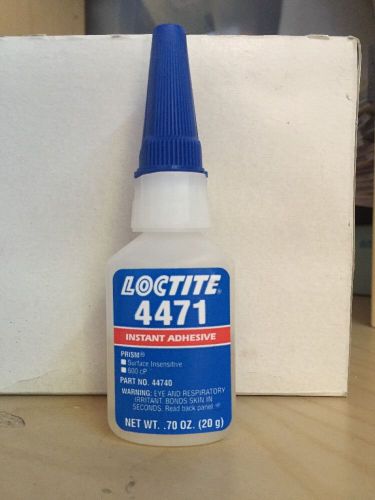 LOCTITE®
4471
INSTANT ADHESIVE
PRISM®
■ Surface Insensitive
■ 500 cP
PART NO. 44740
WARNING: EYE AND RESPIRATORY
IRRITANT. BONDS SKIN IN
SECONDS. Read back panel
NET WT. .70 OZ. (20 g)